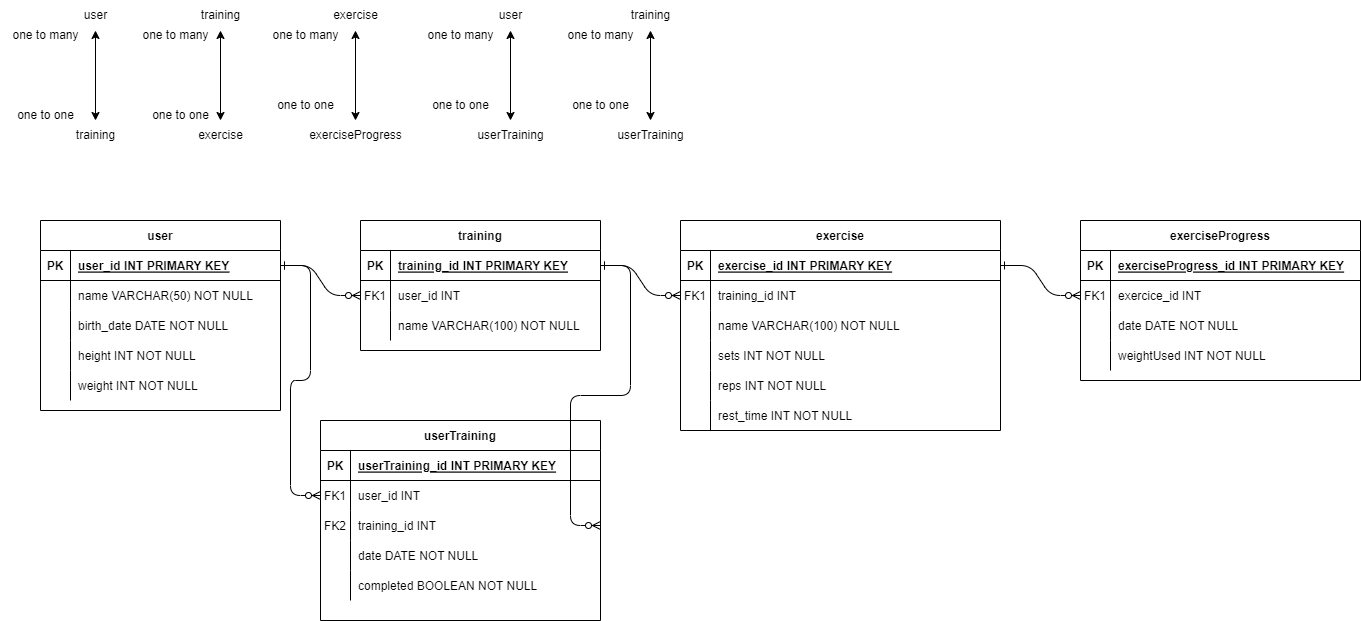 user training exercise user training
one to many one to many one to many one to many one to many
one to one one to one one to one one to one one to one
training exercise exerciseProgress userTraining userTraining
user
PK user_id INT PRIMARY KEY
name VARCHAR(50) NOT NULL
birth_date DATE NOT NULL
height INT NOT NULL
weight INT NOT NULL
training
PK training_id INT PRIMARY KEY
FK1 user_id INT
name VARCHAR(100) NOT NULL
exercise
PK exercise_id INT PRIMARY KEY
FK1 training_id INT
name VARCHAR(100) NOT NULL
sets INT NOT NULL
reps INT NOT NULL
rest_time INT NOT NULL
exerciseProgress
PK exerciseProgress_id INT PRIMARY KEY
FK1 exercice_id INT
date DATE NOT NULL
weightUsed INT NOT NULL
userTraining
PK userTraining_id INT PRIMARY KEY
FK1 user_id INT
FK2 training_id INT
date DATE NOT NULL
completed BOOLEAN NOT NULL